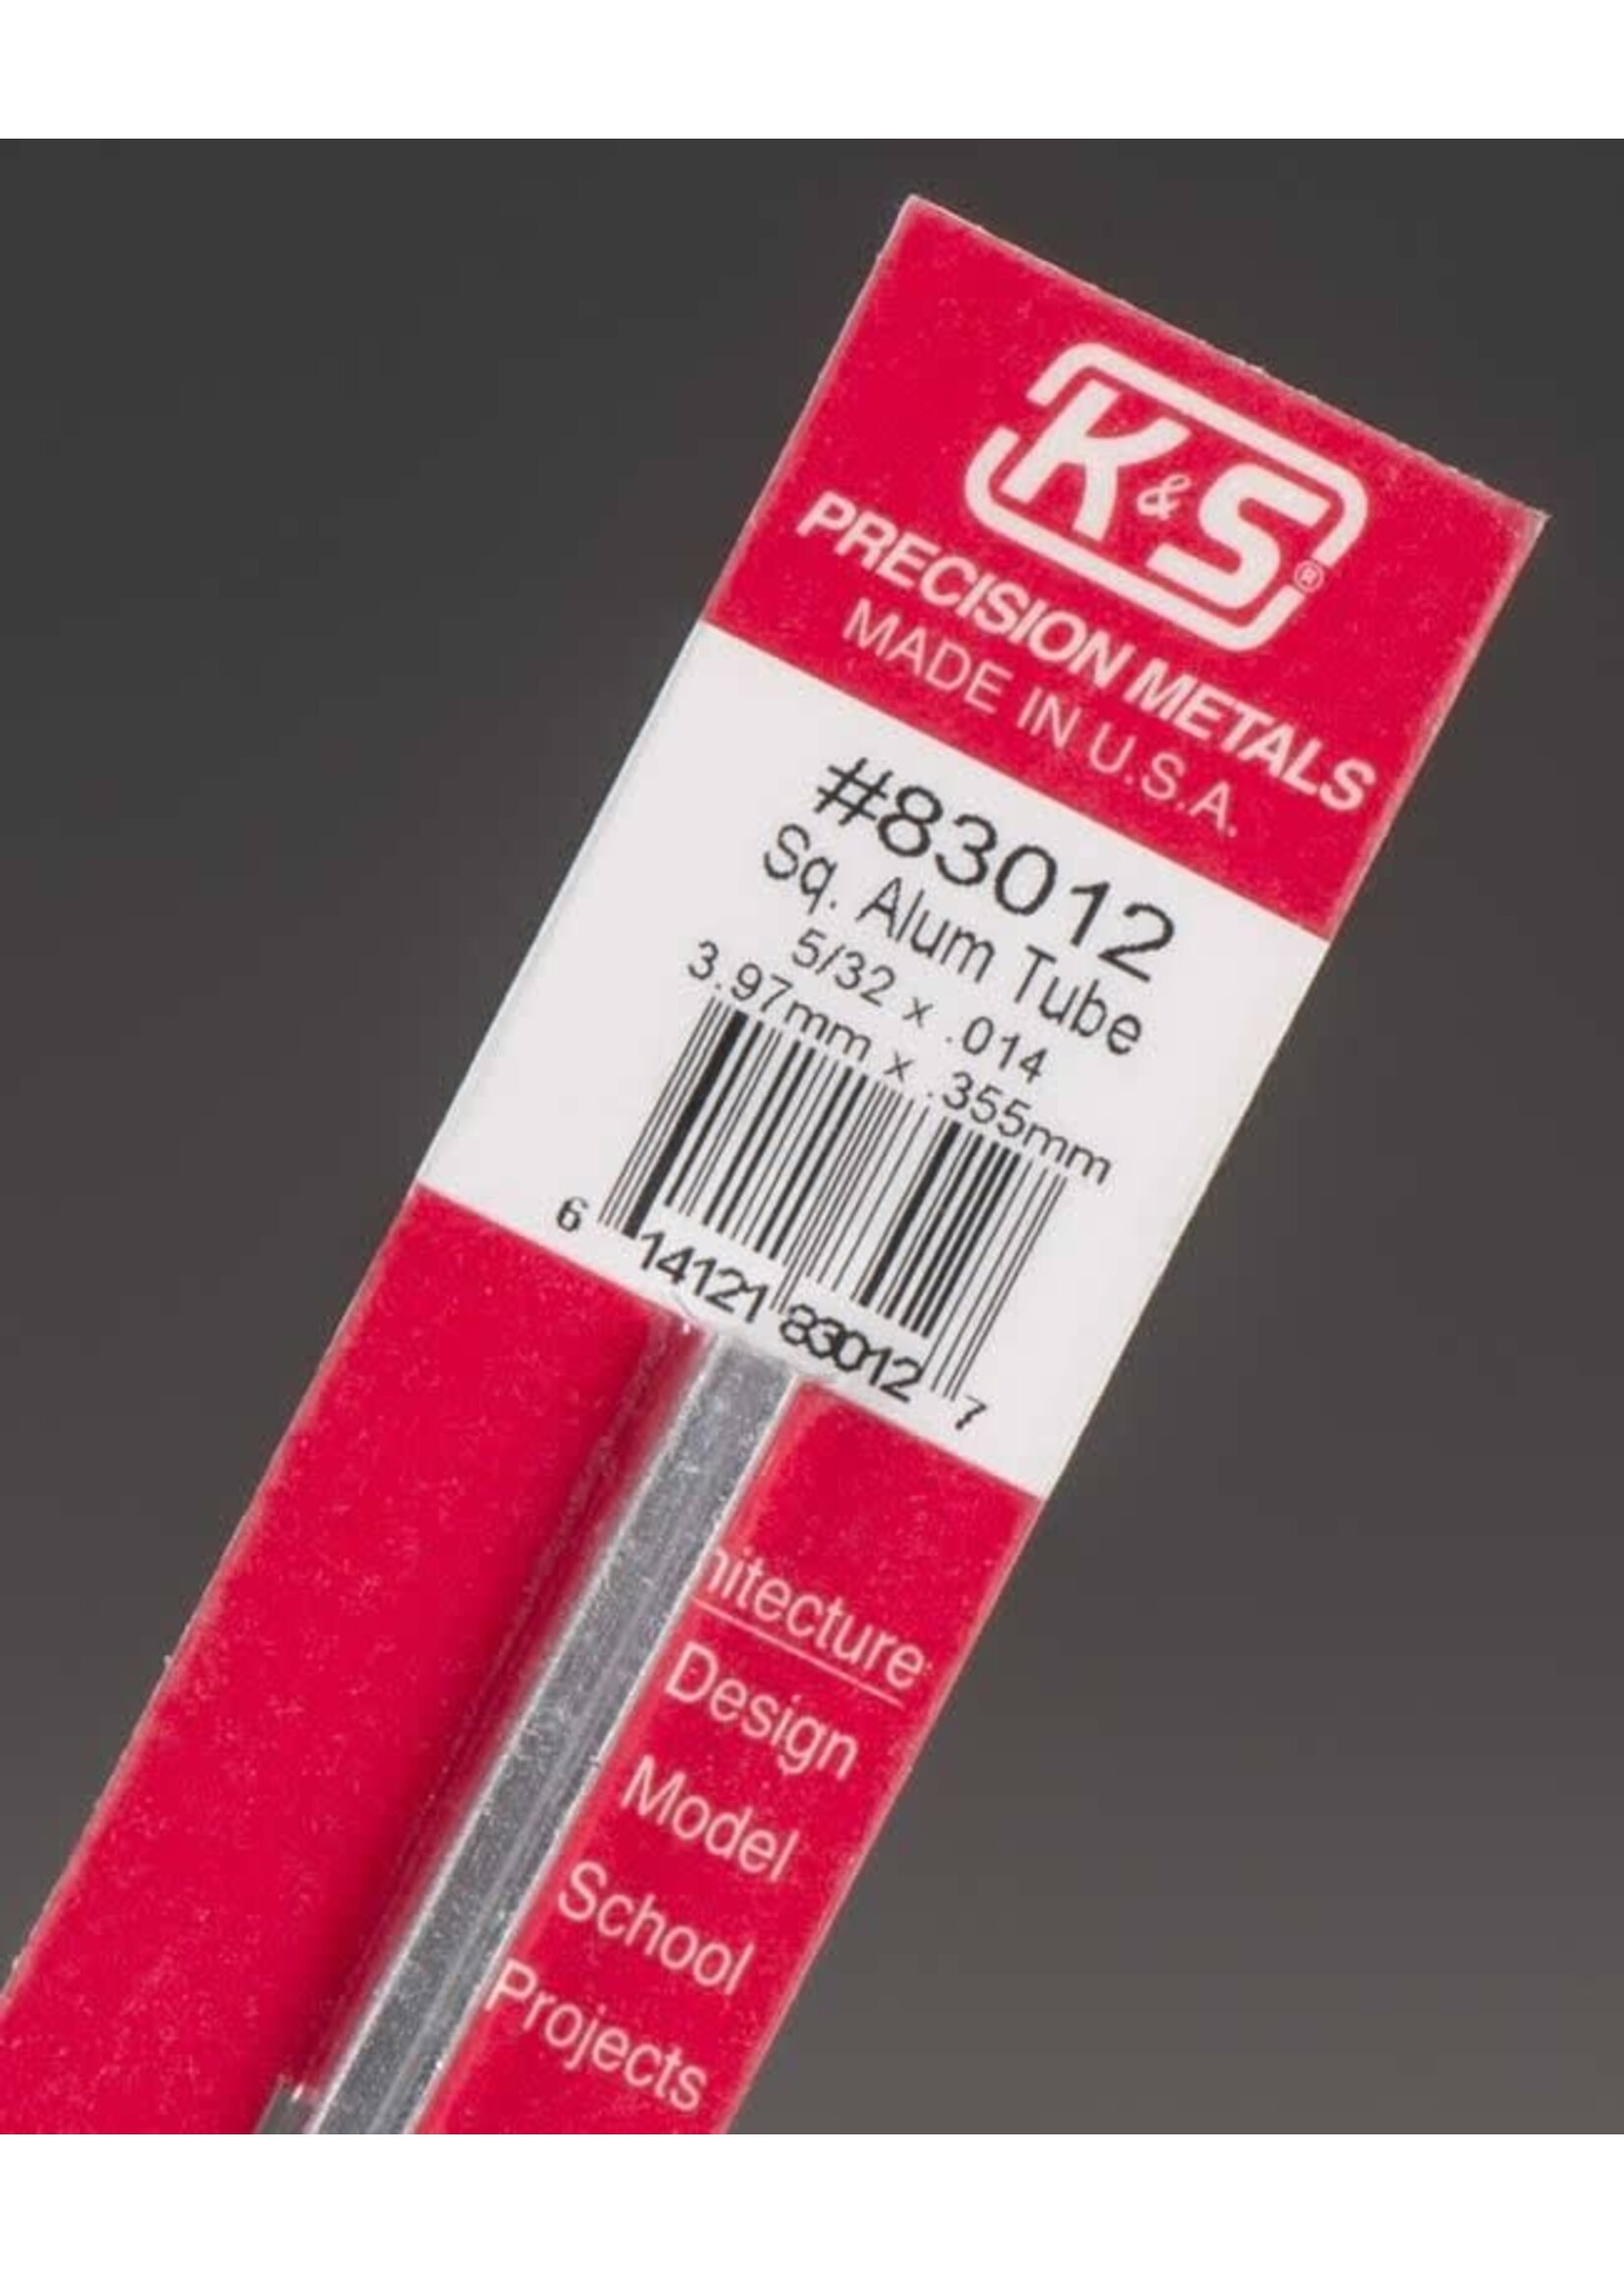 K&S®
PRECISION METALS
MADE IN U.S.A.
#83012
Sq. Alum Tube
5/32 x .014
3.97mm x .355mm
6 14121 83012 7
hitecture
Design
Model
School
Projects